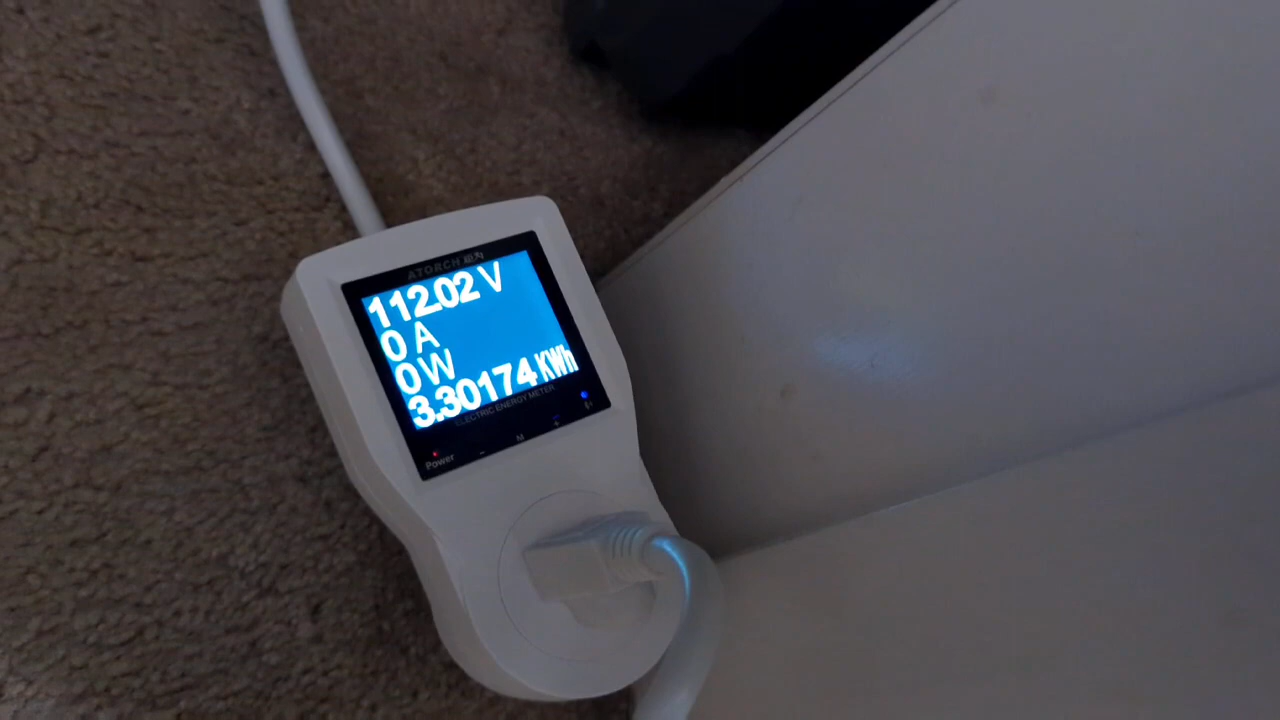 ATORCH
112.02 V
0 A
0 W
3.30174 KWh
ELECTRIC ENERGY METER
Power - M +